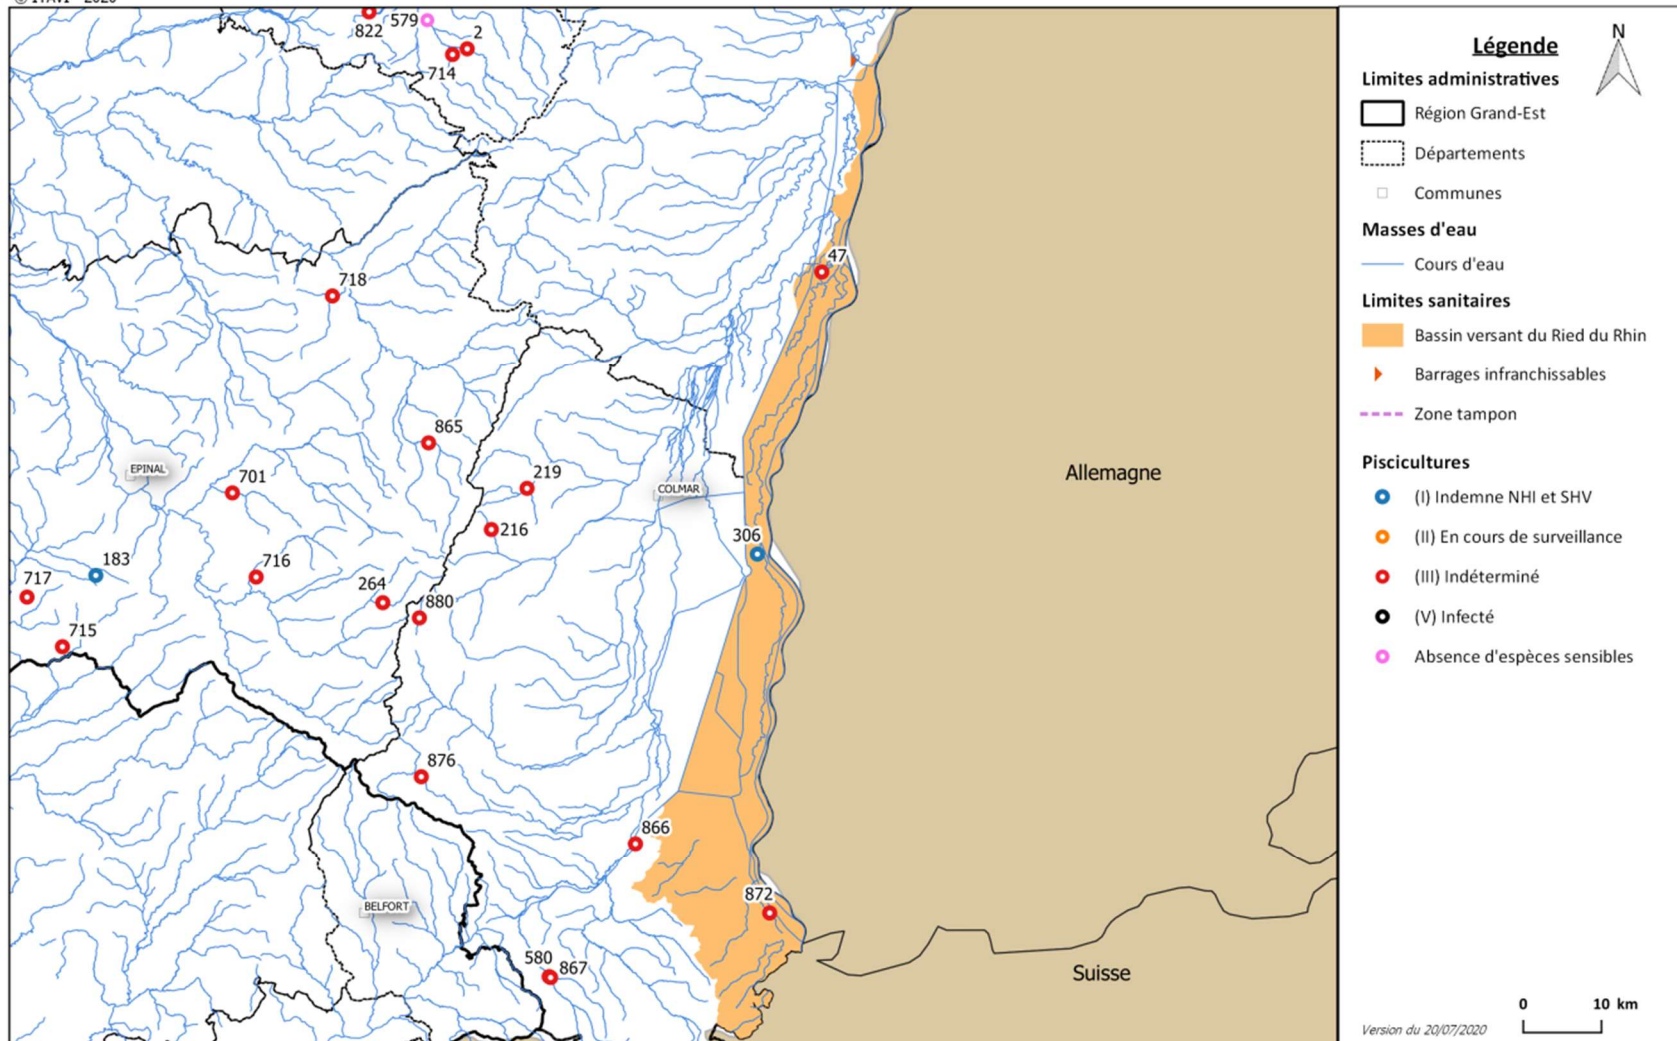 © ITAVI - 2020
579
2
822
714
47
718
865
EPINAL
701
219
COLMAR
216
306
183
717
716
264
880
715
876
866
BELFORT
872
580
867
Allemagne
Suisse
Légende
N
Limites administratives
Région Grand-Est
Départements
Communes
Masses d'eau
Cours d'eau
Limites sanitaires
Bassin versant du Ried du Rhin
Barrages infranchissables
Zone tampon
Piscicultures
(I) Indemne NHI et SHV
(II) En cours de surveillance
(III) Indéterminé
(V) Infecté
Absence d'espèces sensibles
0 10 km
Version du 20/07/2020